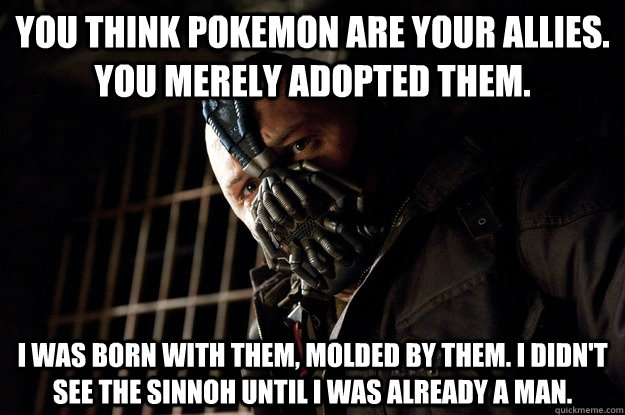 YOU THINK POKEMON ARE YOUR ALLIES.
YOU MERELY ADOPTED THEM.
I WAS BORN WITH THEM, MOLDED BY THEM. I DIDN'T
SEE THE SINNOH UNTIL I WAS ALREADY A MAN.
quickmeme.com